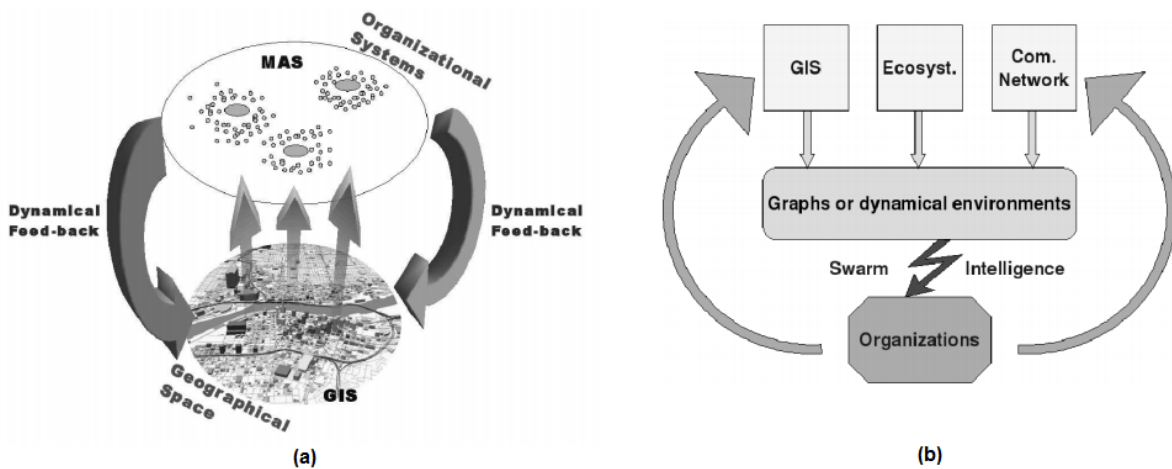 MAS
Organizational
Systems
Dynamical
Feed-back
Dynamical
Feed-back
Geographical
Space
GIS
(a)
GIS
Ecosyst.
Com.
Network
Graphs or dynamical environments
Swarm
Intelligence
Organizations
(b)